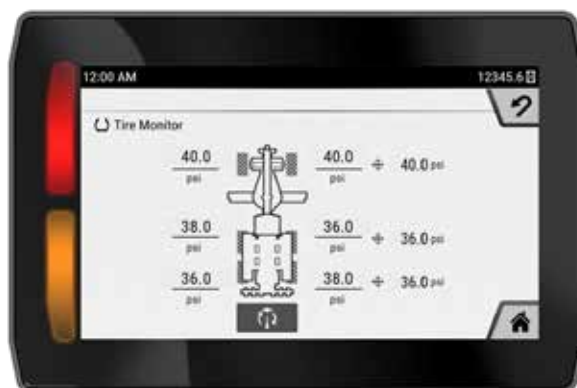 12:00 AM 12345.6
Tire Monitor
40.0 40.0 40.0 psi
psi psi
38.0 36.0 36.0 psi
psi psi
36.0 38.0 36.0 psi
psi psi